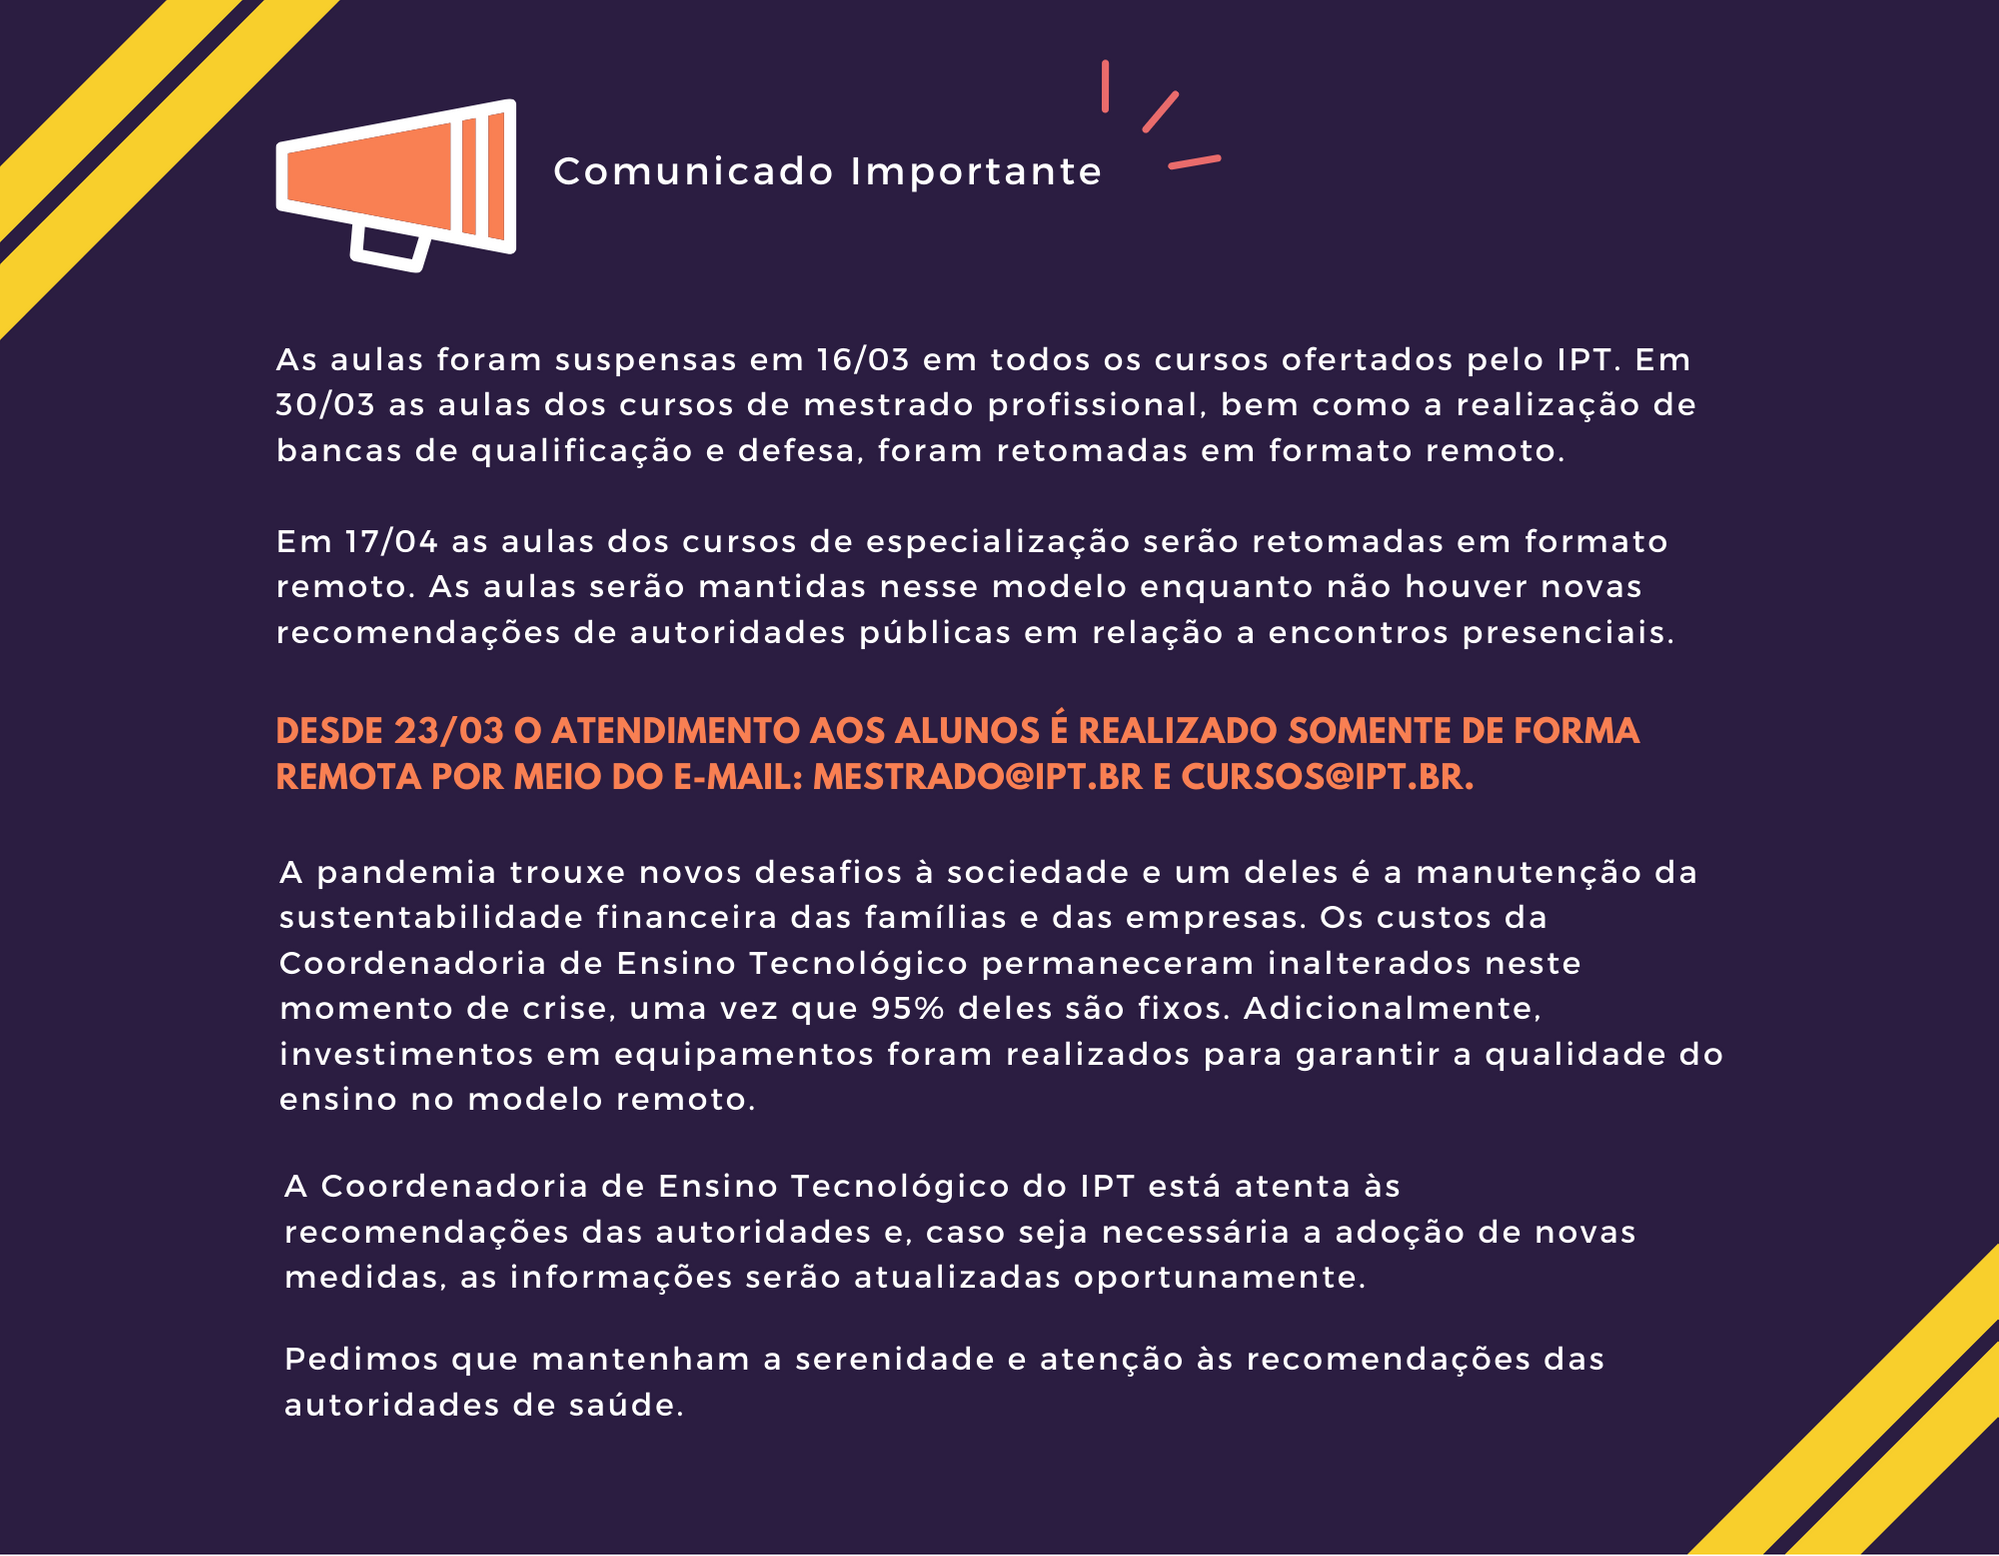 Comunicado Importante
As aulas foram suspensas em 16/03 em todos os cursos ofertados pelo IPT. Em
30/03 as aulas dos cursos de mestrado profissional, bem como a realização de
bancas de qualificação e defesa, foram retomadas em formato remoto.
Em 17/04 as aulas dos cursos de especialização serão retomadas em formato
remoto. As aulas serão mantidas nesse modelo enquanto não houver novas
recomendações de autoridades públicas em relação a encontros presenciais.
DESDE 23/03 O ATENDIMENTO AOS ALUNOS É REALIZADO SOMENTE DE FORMA
REMOTA POR MEIO DO E-MAIL: MESTRADO@IPT.BR E CURSOS@IPT.BR.
A pandemia trouxe novos desafios à sociedade e um deles é a manutenção da
sustentabilidade financeira das famílias e das empresas. Os custos da
Coordenadoria de Ensino Tecnológico permaneceram inalterados neste
momento de crise, uma vez que 95% deles são fixos. Adicionalmente,
investimentos em equipamentos foram realizados para garantir a qualidade do
ensino no modelo remoto.
A Coordenadoria de Ensino Tecnológico do IPT está atenta às
recomendações das autoridades e, caso seja necessária a adoção de novas
medidas, as informações serão atualizadas oportunamente.
Pedimos que mantenham a serenidade e atenção às recomendações das
autoridades de saúde.